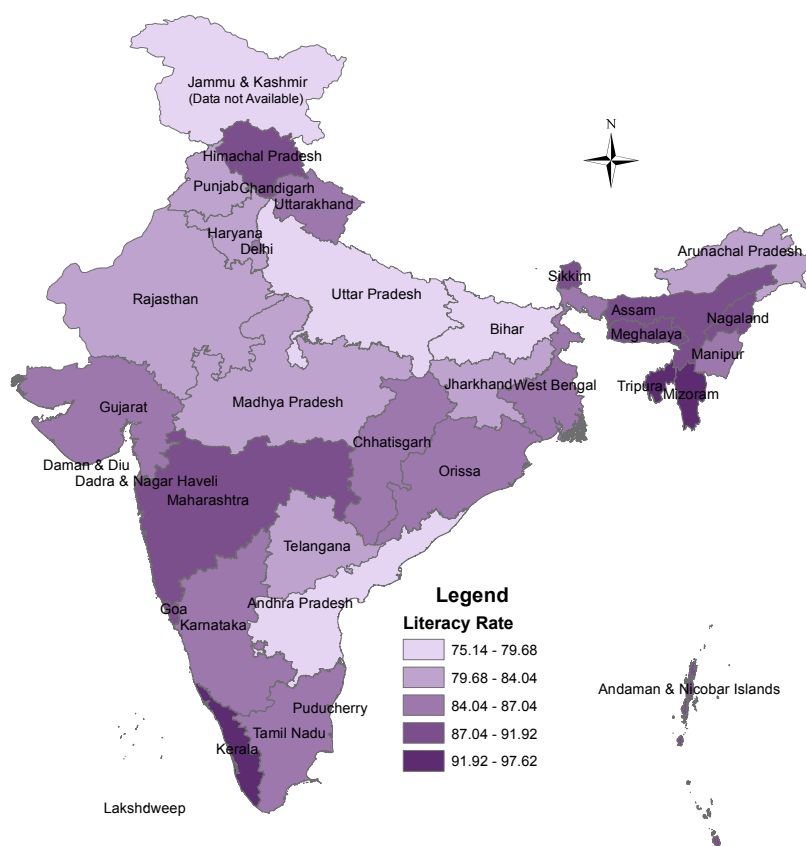 Jammu & Kashmir
(Data not Available)
N
Himachal Pradesh
Punjab
Chandigarh
Uttarakhand
Haryana
Delhi
Arunachal Pradesh
Sikkim
Rajasthan
Uttar Pradesh
Assam
Nagaland
Bihar
Meghalaya
Manipur
Jharkhand
West Bengal
Tripura
Mizoram
Gujarat
Madhya Pradesh
Chhatisgarh
Daman & Diu
Orissa
Dadra & Nagar Haveli
Maharashtra
Telangana
Goa
Andhra Pradesh
Karnataka
Legend
Literacy Rate
75.14 - 79.68
79.68 - 84.04
84.04 - 87.04
87.04 - 91.92
91.92 - 97.62
Andaman & Nicobar Islands
Puducherry
Tamil Nadu
Kerala
Lakshdweep